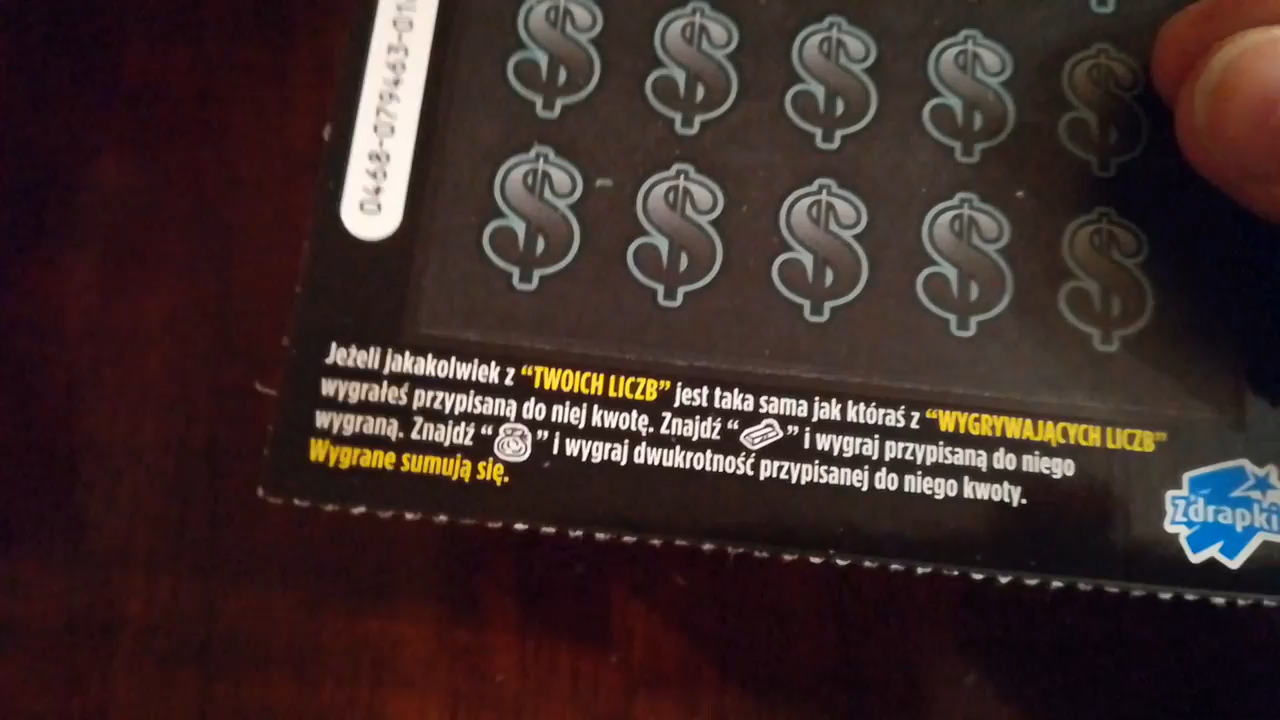 0468-079463-01
Jeżeli jakakolwiek z “TWOICH LICZB” jest taka sama jak któraś z “WYGRYWAJĄCYCH LICZB”
wygrałeś przypisaną do niej kwotę. Znajdź “ ” i wygraj przypisaną do niego
wygraną. Znajdź “ ” i wygraj dwukrotność przypisanej do niego kwoty.
Wygrane sumują się.
Zdrapki